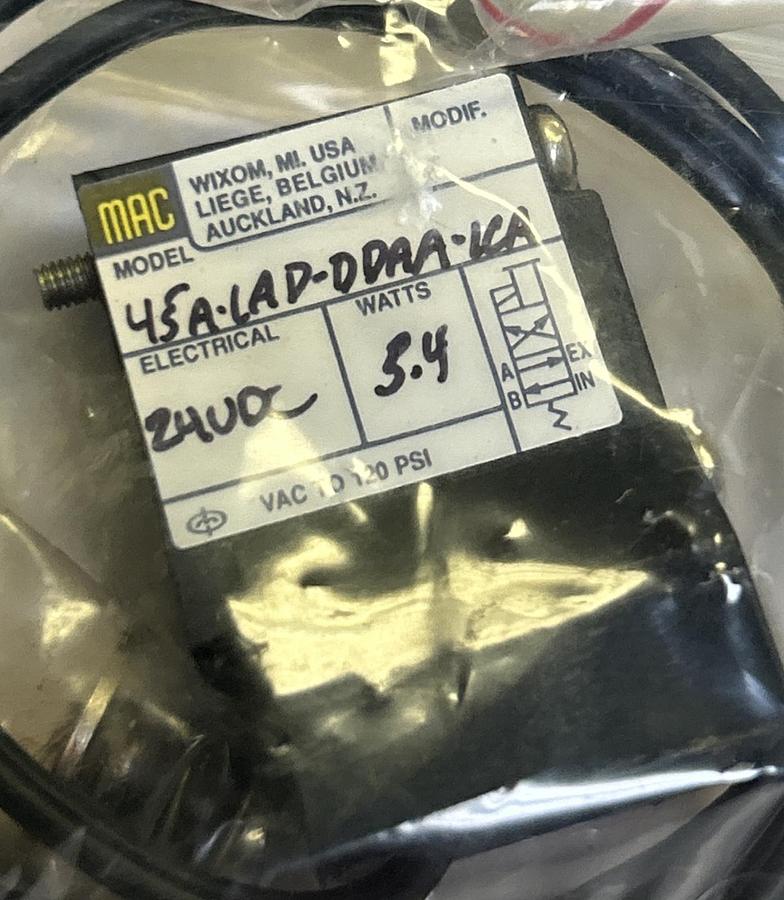 MAC
WIXOM, MI. USA
LIEGE, BELGIUM
AUCKLAND, N.Z.
MODIF.
MODEL
45A-LAD-DDAA-1CA
ELECTRICAL
24VDC
WATTS
5.4
A
B
EX
IN
VAC TO 120 PSI